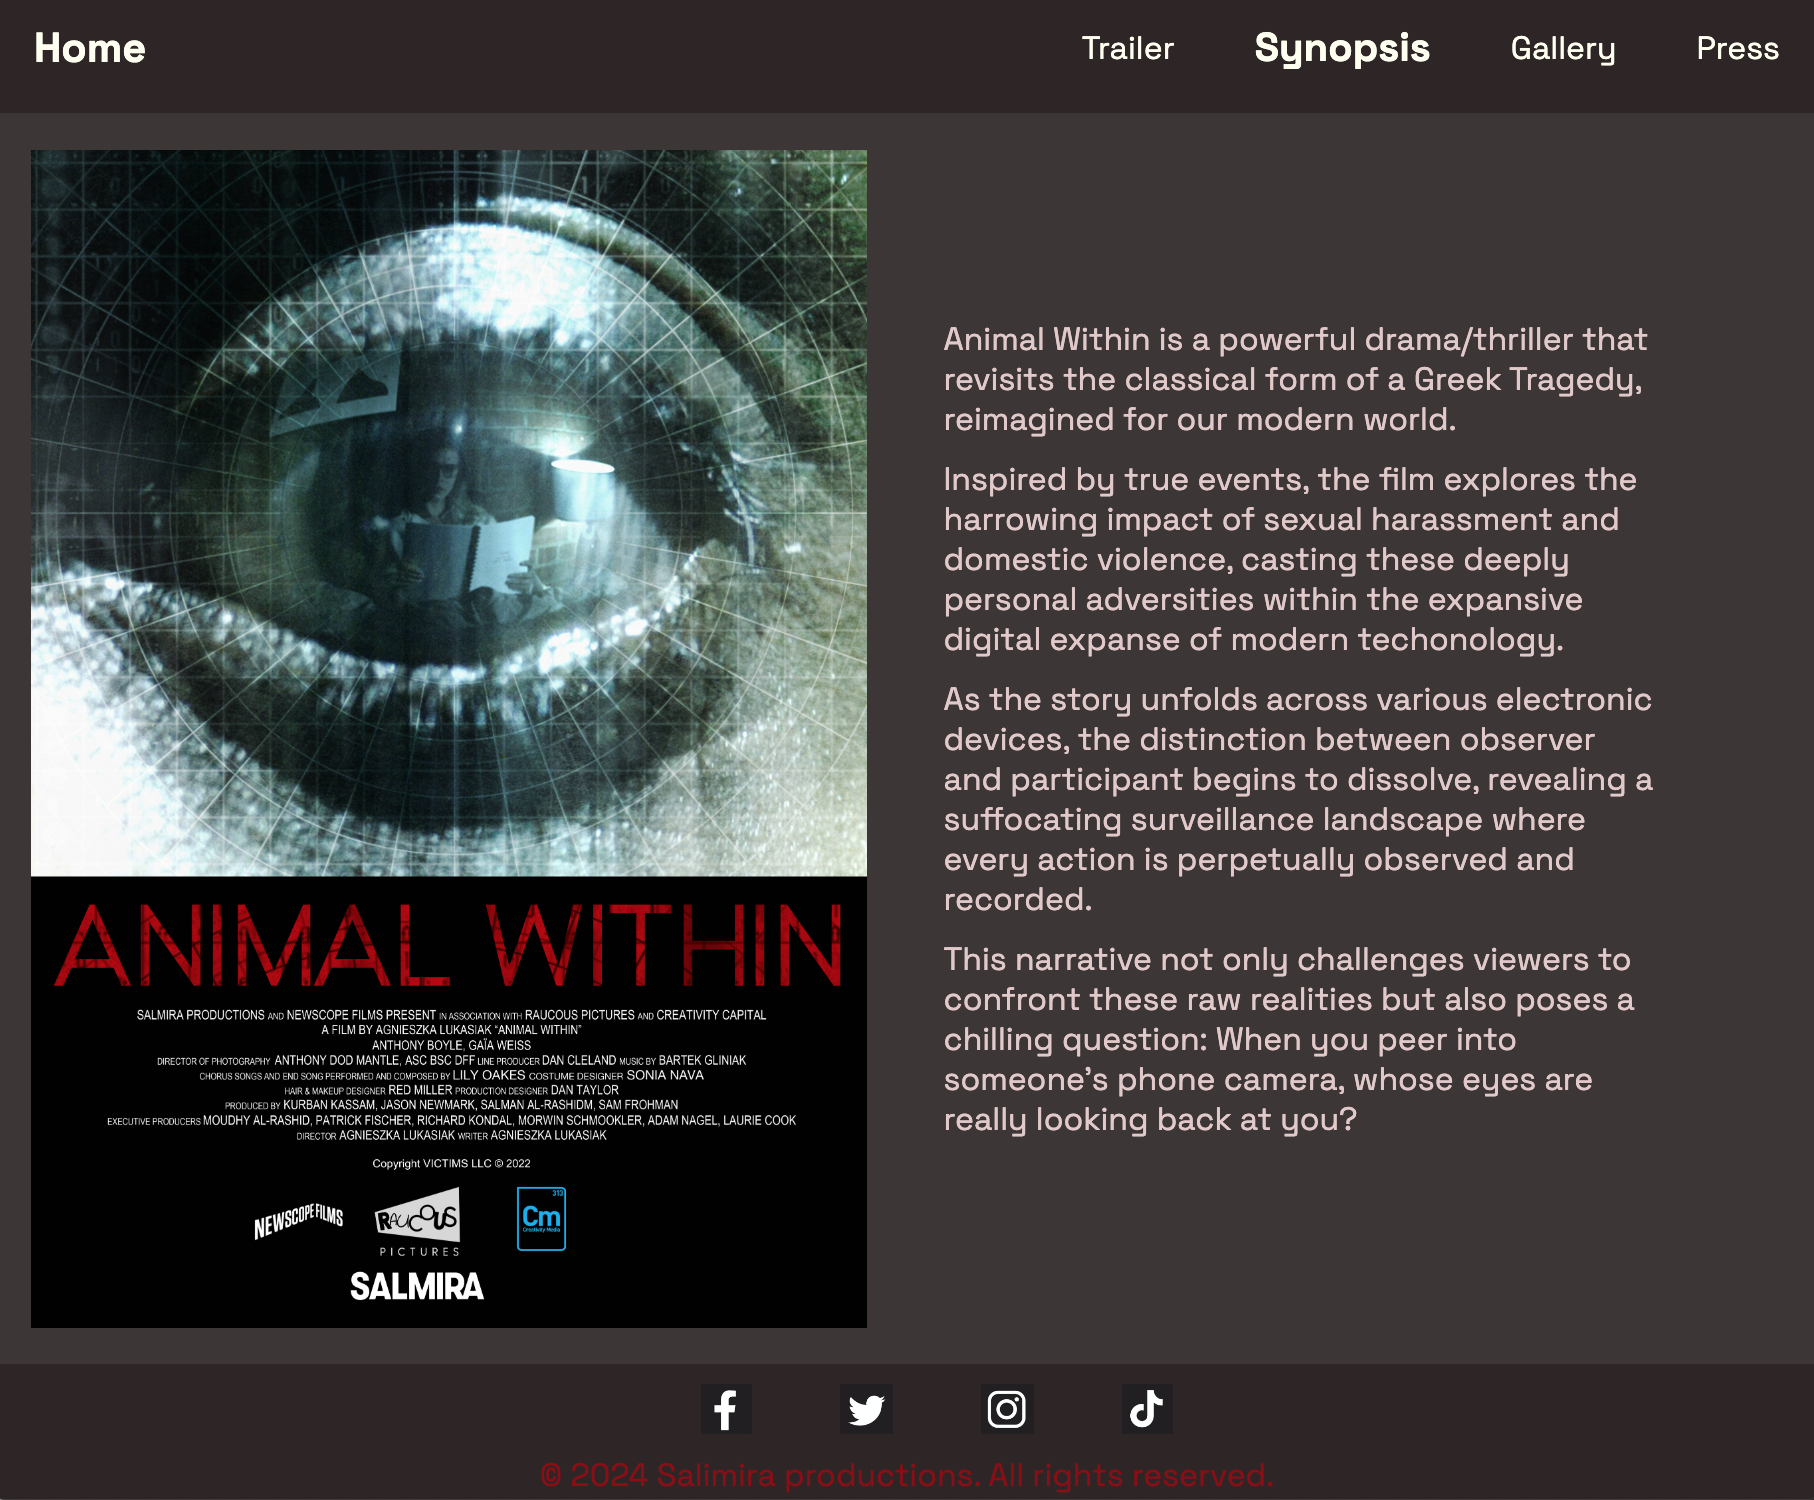 Home
Trailer Synopsis Gallery Press
ANIMAL WITHIN
SALMIRA PRODUCTIONS AND NEWSCOPE FILMS PRESENT IN ASSOCIATION WITH RAUCOUS PICTURES AND CREATIVITY CAPITAL
A FILM BY AGNIESZKA LUKASIAK “ANIMAL WITHIN”
ANTHONY BOYLE, GAÏA WEISS
DIRECTOR OF PHOTOGRAPHY ANTHONY DOD MANTLE, ASC BSC DFF LINE PRODUCER DAN CLELAND MUSIC BY BARTEK GLINIAK
CHORUS SONGS AND END SONG PERFORMED AND COMPOSED BY LILY OAKES COSTUME DESIGNER SONIA NAVA
HAIR & MAKEUP DESIGNER RED MILLER PRODUCTION DESIGNER DAN TAYLOR
PRODUCED BY KURBAN KASSAM, JASON NEWMARK, SALMAN AL-RASHIDM, SAM FROHMAN
EXECUTIVE PRODUCERS MOUDHY AL-RASHID, PATRICK FISCHER, RICHARD KONDAL, MORWIN SCHMOOKLER, ADAM NAGEL, LAURIE COOK
DIRECTOR AGNIESZKA LUKASIAK WRITER AGNIESZKA LUKASIAK
Copyright VICTIMS LLC © 2022
NEWSCOPE FILMS
RAUCOUS
PICTURES
313
Cm
Creativity Media
SALMIRA
Animal Within is a powerful drama/thriller that
revisits the classical form of a Greek Tragedy,
reimagined for our modern world.
Inspired by true events, the film explores the
harrowing impact of sexual harassment and
domestic violence, casting these deeply
personal adversities within the expansive
digital expanse of modern techonology.
As the story unfolds across various electronic
devices, the distinction between observer
and participant begins to dissolve, revealing a
suffocating surveillance landscape where
every action is perpetually observed and
recorded.
This narrative not only challenges viewers to
confront these raw realities but also poses a
chilling question: When you peer into
someone’s phone camera, whose eyes are
really looking back at you?
© 2024 Salimira productions. All rights reserved.